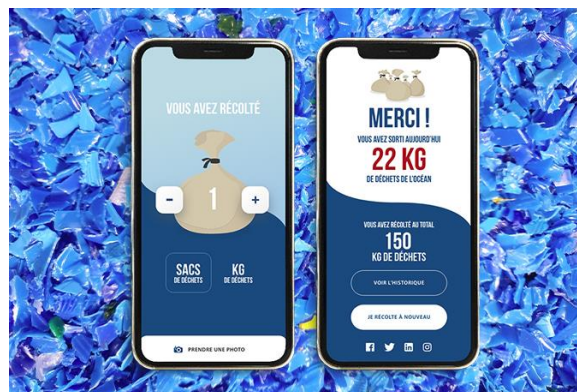 VOUS AVEZ RÉCOLTÉ
-
1
+
SACS
DE DÉCHETS
KG
DE DÉCHETS
PRENDRE UNE PHOTO
MERCI !
VOUS AVEZ SORTI AUJOURD'HUI
22 KG
DE DÉCHETS DE L'OCÉAN
VOUS AVEZ RÉCOLTÉ AU TOTAL
150
KG DE DÉCHETS
VOIR L'HISTORIQUE
JE RÉCOLTE À NOUVEAU